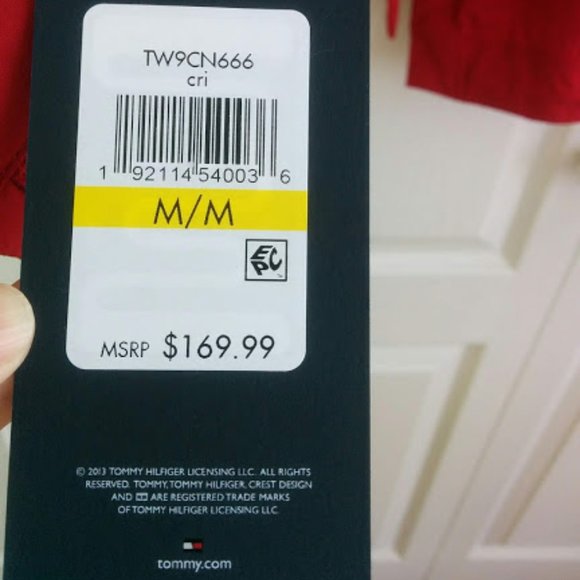 TW9CN666
cri
1 92114 54003 6
M/M
EPC
MSRP $169.99
© 2013 TOMMY HILFIGER LICENSING LLC. ALL RIGHTS
RESERVED. TOMMY, TOMMY HILFIGER, CREST DESIGN
AND ARE REGISTERED TRADE MARKS
OF TOMMY HILFIGER LICENSING LLC
tommy.com